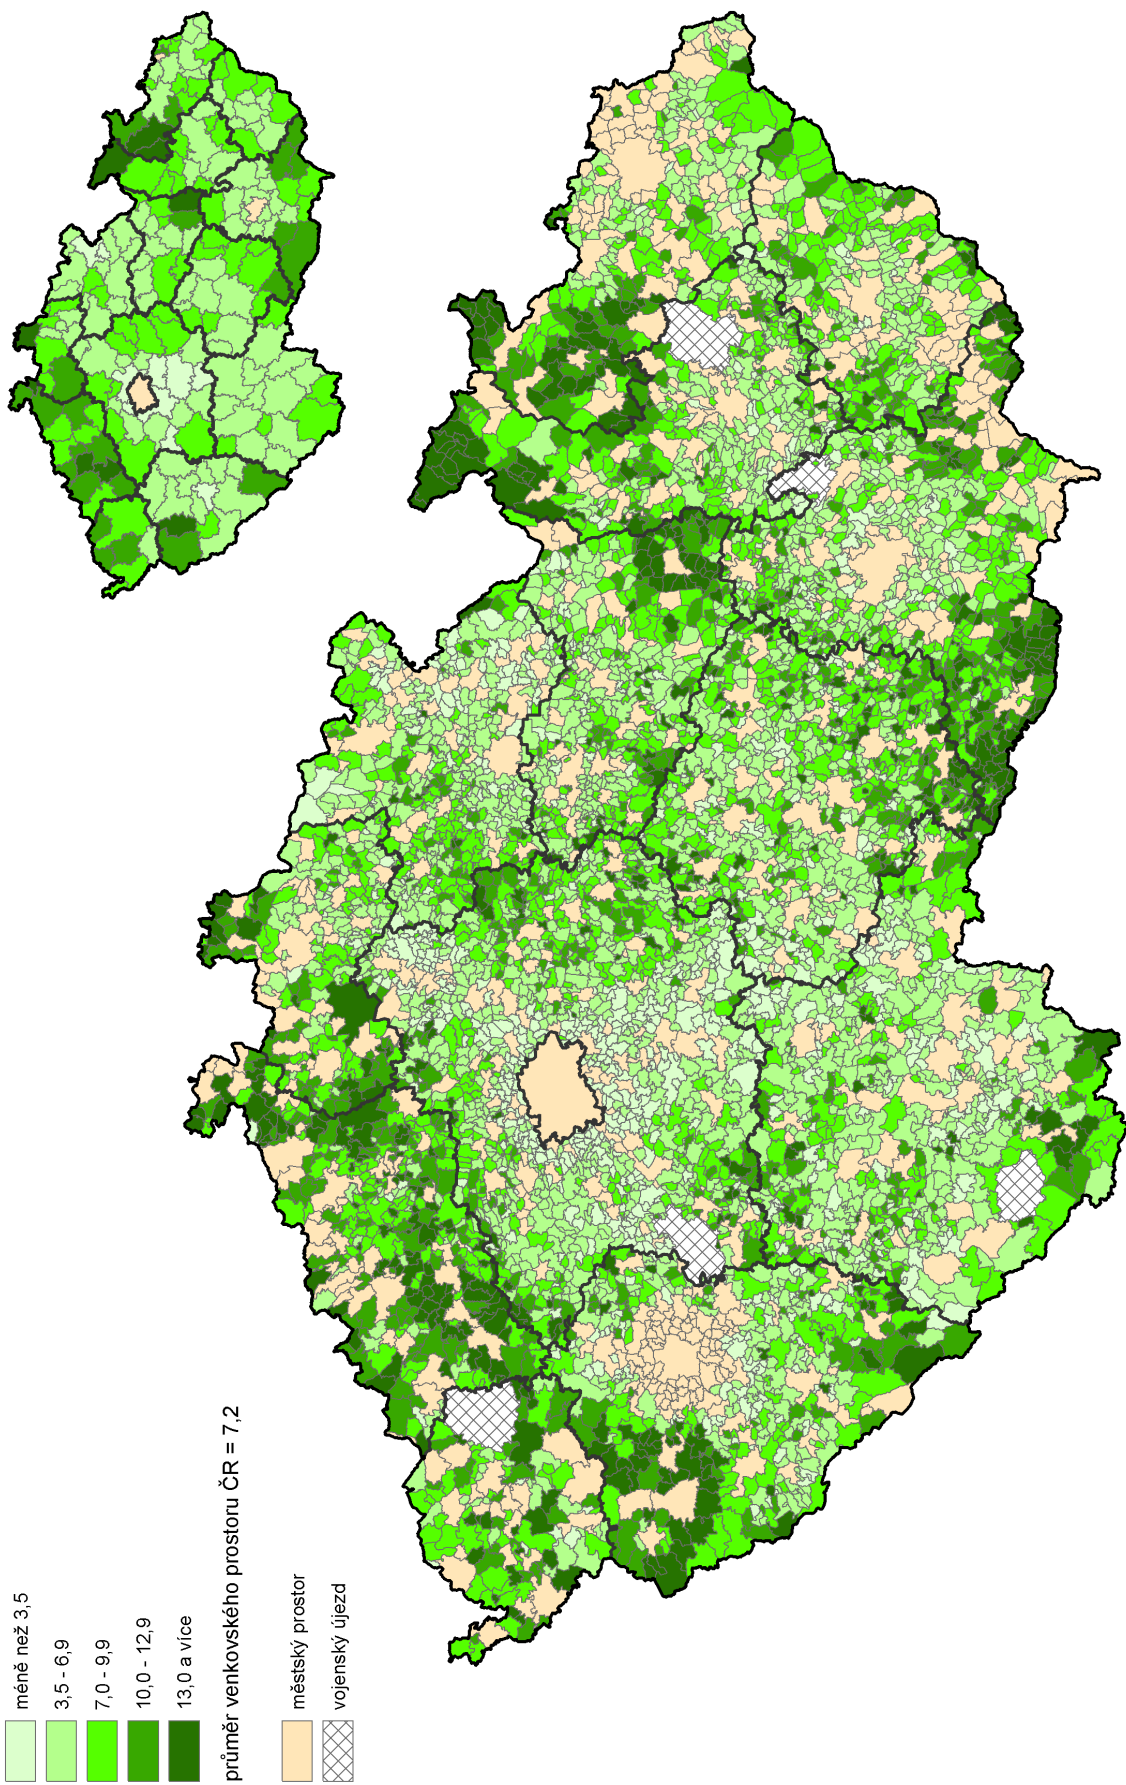 méně než 3,5
3,5 - 6,9
7,0 - 9,9
10,0 - 12,9
13,0 a více
průměr venkovského prostoru ČR = 7,2
městský prostor
vojenský újezd